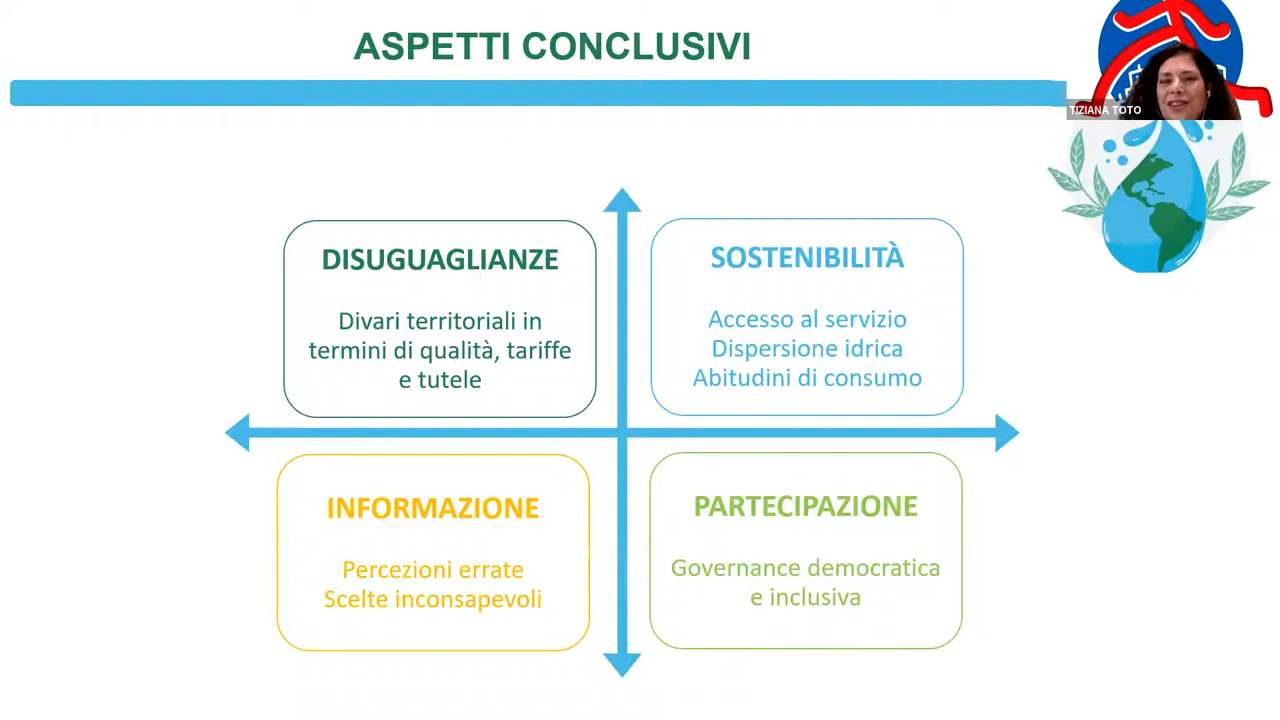 ASPETTI CONCLUSIVI
TIZIANA TOTO
DISUGUAGLIANZE
Divari territoriali in
termini di qualità, tariffe
e tutele
SOSTENIBILITÀ
Accesso al servizio
Dispersione idrica
Abitudini di consumo
INFORMAZIONE
Percezioni errate
Scelte inconsapevoli
PARTECIPAZIONE
Governance democratica
e inclusiva